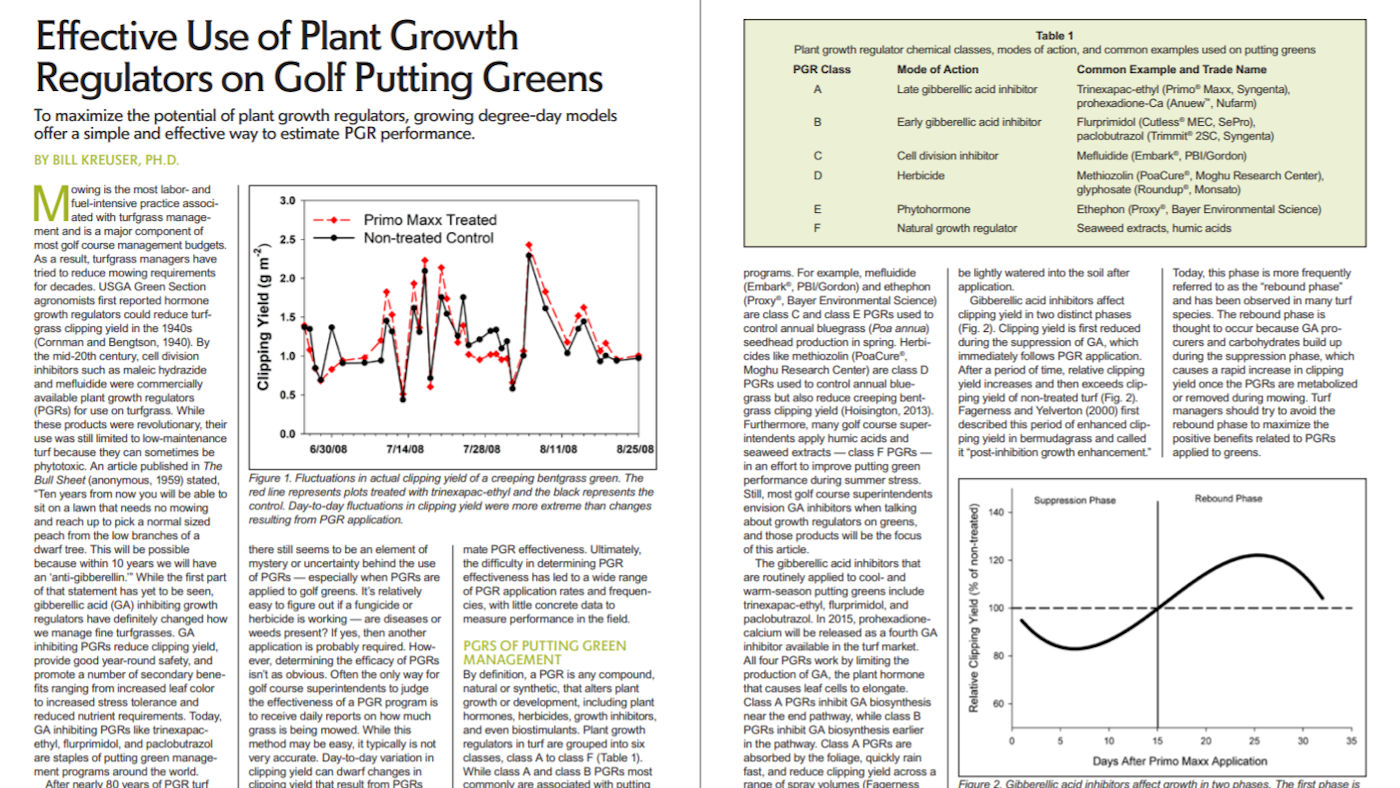 Effective Use of Plant Growth
Regulators on Golf Putting Greens
To maximize the potential of plant growth regulators, growing degree-day models
offer a simple and effective way to estimate PGR performance.
BY BILL KREUSER, PH.D.
Mowing is the most labor- and
fuel-intensive practice associ-
ated with turfgrass manage-
ment and is a major component of
most golf course management budgets.
As a result, turfgrass managers have
tried to reduce mowing requirements
for decades. USGA Green Section
agronomists first reported hormone
growth regulators could reduce turf-
grass clipping yield in the 1940s
(Cornman and Bengtson, 1940). By
the mid-20th century, cell division
inhibitors such as maleic hydrazide
and mefluidide were commercially
available plant growth regulators
(PGRs) for use on turfgrass. While
these products were revolutionary, their
use was still limited to low-maintenance
turf because they can sometimes be
phytotoxic. An article published in The
Bull Sheet (anonymous, 1959) stated,
“Ten years from now you will be able to
sit on a lawn that needs no mowing
and reach up to pick a normal sized
peach from the low branches of a
dwarf tree. This will be possible
because within 10 years we will have
an ‘anti-gibberellin.’” While the first part
of that statement has yet to be seen,
gibberellic acid (GA) inhibiting growth
regulators have definitely changed how
we manage fine turfgrasses. GA
inhibiting PGRs reduce clipping yield,
provide good year-round safety, and
promote a number of secondary bene-
fits ranging from increased leaf color
to increased stress tolerance and
reduced nutrient requirements. Today,
GA inhibiting PGRs like trinexapac-
ethyl, flurprimidol, and paclobutrazol
are staples of putting green manage-
ment programs around the world.
After nearly 80 years of PGR turf
3.0
2.5
2.0
1.5
1.0
0.5
0.0
Clipping Yield (g m-2)
Primo Maxx Treated
Non-treated Control
6/30/08 7/14/08 7/28/08 8/11/08 8/25/08
Figure 1. Fluctuations in actual clipping yield of a creeping bentgrass green. The
red line represents plots treated with trinexapac-ethyl and the black represents the
control. Day-to-day fluctuations in clipping yield were more extreme than changes
resulting from PGR application.
there still seems to be an element of
mystery or uncertainty behind the use
of PGRs — especially when PGRs are
applied to golf greens. It’s relatively
easy to figure out if a fungicide or
herbicide is working — are diseases or
weeds present? If yes, then another
application is probably required. How-
ever, determining the efficacy of PGRs
isn’t as obvious. Often the only way for
golf course superintendents to judge
the effectiveness of a PGR program is
to receive daily reports on how much
grass is being mowed. While this
method may be easy, it typically is not
very accurate. Day-to-day variation in
clipping yield can dwarf changes in
clipping yield that result from PGRs
mate PGR effectiveness. Ultimately,
the difficulty in determining PGR
effectiveness has led to a wide range
of PGR application rates and frequen-
cies, with little concrete data to
measure performance in the field.
PGRS OF PUTTING GREEN
MANAGEMENT
By definition, a PGR is any compound,
natural or synthetic, that alters plant
growth or development, including plant
hormones, herbicides, growth inhibitors,
and even biostimulants. Plant growth
regulators in turf are grouped into six
classes, class A to class F (Table 1).
While class A and class B PGRs most
commonly are associated with putting
Table 1
Plant growth regulator chemical classes, modes of action, and common examples used on putting greens
PGR Class Mode of Action Common Example and Trade Name
A Late gibberellic acid inhibitor Trinexapac-ethyl (Primo® Maxx, Syngenta),
prohexadione-Ca (Anuew™, Nufarm)
B Early gibberellic acid inhibitor Flurprimidol (Cutless® MEC, SePro),
paclobutrazol (Trimmit® 2SC, Syngenta)
C Cell division inhibitor Mefluidide (Embark®, PBI/Gordon)
D Herbicide Methiozolin (PoaCure®, Moghu Research Center),
glyphosate (Roundup®, Monsato)
E Phytohormone Ethephon (Proxy®, Bayer Environmental Science)
F Natural growth regulator Seaweed extracts, humic acids
programs. For example, mefluidide
(Embark®, PBI/Gordon) and ethephon
(Proxy®, Bayer Environmental Science)
are class C and class E PGRs used to
control annual bluegrass (Poa annua)
seedhead production in spring. Herbi-
cides like methiozolin (PoaCure®,
Moghu Research Center) are class D
PGRs used to control annual blue-
grass but also reduce creeping bent-
grass clipping yield (Hoisington, 2013).
Furthermore, many golf course super-
intendents apply humic acids and
seaweed extracts — class F PGRs —
in an effort to improve putting green
performance during summer stress.
Still, most golf course superintendents
envision GA inhibitors when talking
about growth regulators on greens,
and those products will be the focus
of this article.
The gibberellic acid inhibitors that
are routinely applied to cool- and
warm-season putting greens include
trinexapac-ethyl, flurprimidol, and
paclobutrazol. In 2015, prohexadione-
calcium will be released as a fourth GA
inhibitor available in the turf market.
All four PGRs work by limiting the
production of GA, the plant hormone
that causes leaf cells to elongate.
Class A PGRs inhibit GA biosynthesis
near the end pathway, while class B
PGRs inhibit GA biosynthesis earlier
in the pathway. Class A PGRs are
absorbed by the foliage, quickly rain
fast, and reduce clipping yield across a
range of spray volumes (Fagerness
be lightly watered into the soil after
application.
Gibberellic acid inhibitors affect
clipping yield in two distinct phases
(Fig. 2). Clipping yield is first reduced
during the suppression of GA, which
immediately follows PGR application.
After a period of time, relative clipping
yield increases and then exceeds clip-
ping yield of non-treated turf (Fig. 2).
Fagerness and Yelverton (2000) first
described this period of enhanced clip-
ping yield in bermudagrass and called
it “post-inhibition growth enhancement.”
Today, this phase is more frequently
referred to as the “rebound phase”
and has been observed in many turf
species. The rebound phase is
thought to occur because GA pre-
cursors and carbohydrates build up
during the suppression phase, which
causes a rapid increase in clipping
yield once the PGRs are metabolized
or removed during mowing. Turf
managers should try to avoid the
rebound phase to maximize the
positive benefits related to PGRs
applied to greens.
Relative Clipping Yield (% of non-treated)
140
120
100
80
60
Suppression Phase Rebound Phase
0 5 10 15 20 25 30 35
Days After Primo Maxx Application
Figure 2. Gibberellic acid inhibitors affect growth in two phases. The first phase is